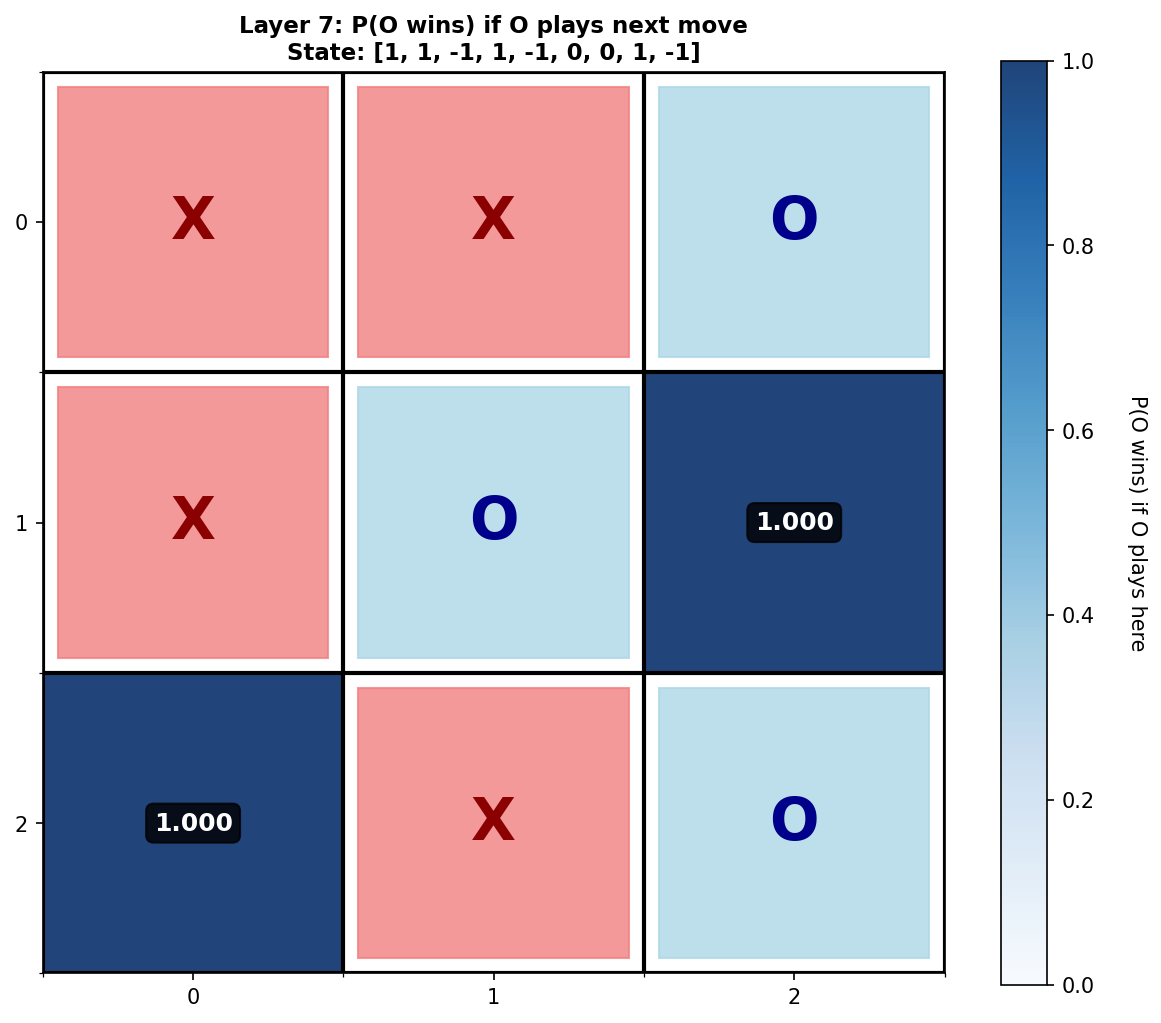 Layer 7: P(O wins) if O plays next move
State: [1, 1, -1, 1, -1, 0, 0, 1, -1]
0
X
X
O
1
X
O
1.000
2
1.000
X
O
0
1
2
1.0
0.8
0.6
0.4
0.2
0.0
P(O wins) if O plays here